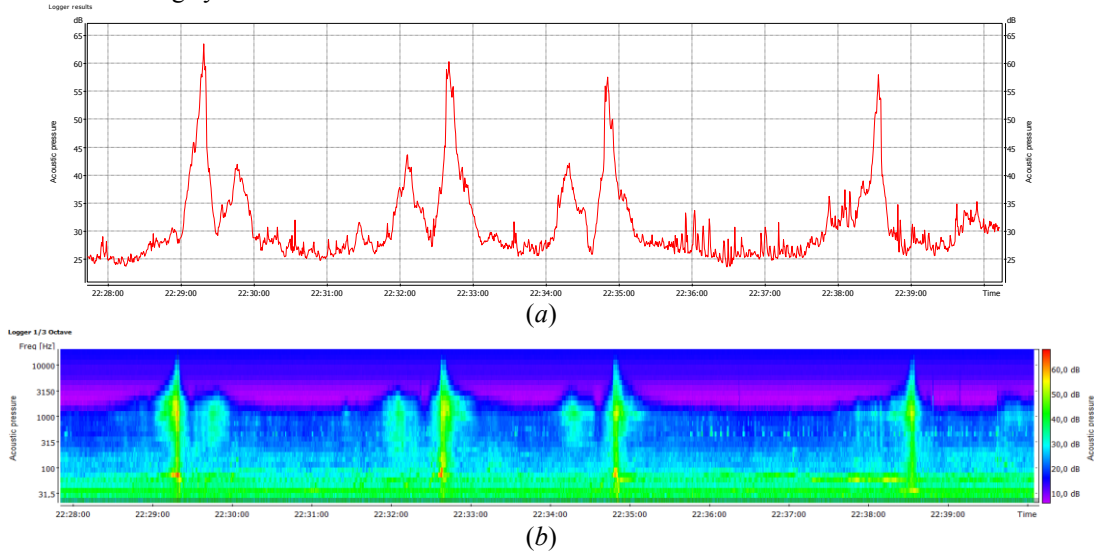 Logger results
dB dB
65 65
60 60
55 55
50 50
45 45
40 40
35 35
30 30
25 25
Acoustic pressure
Acoustic pressure
22:28:00 22:29:00 22:30:00 22:31:00 22:32:00 22:33:00 22:34:00 22:35:00 22:36:00 22:37:00 22:38:00 22:39:00 Time
(a)
Logger 1/3 Octave
Freq [Hz]
10000
3150
1000
315
100
31.5
Acoustic pressure
60,0 dB
50,0 dB
40,0 dB
30,0 dB
20,0 dB
10,0 dB
Acoustic pressure
22:28:00 22:29:00 22:30:00 22:31:00 22:32:00 22:33:00 22:34:00 22:35:00 22:36:00 22:37:00 22:38:00 22:39:00 Time
(b)